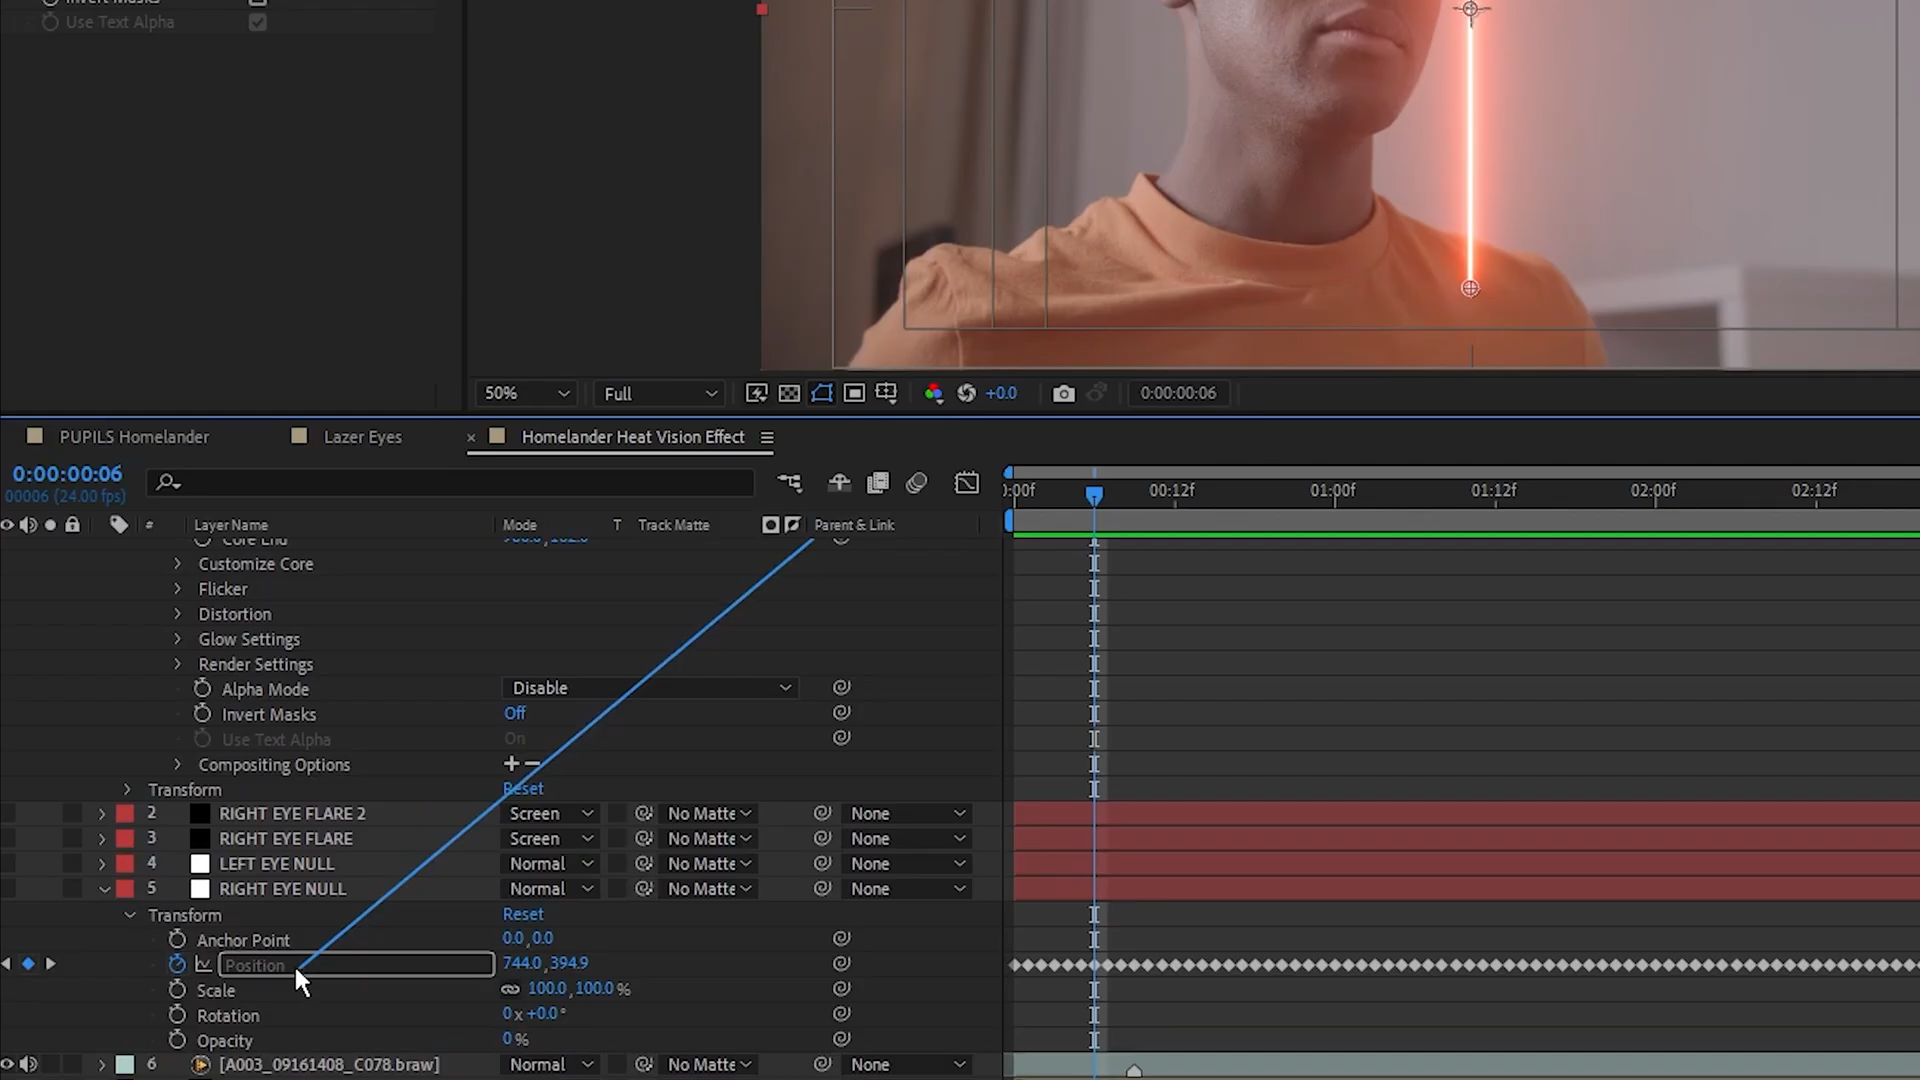 Invert Masks
Use Text Alpha
50% Full +0.0 0:00:00:06
PUPILS Homelander Lazer Eyes × Homelander Heat Vision Effect
0:00:00:06
00006 (24.00 fps)
):00f 00:12f 01:00f 01:12f 02:00f 02:12f
# Layer Name Mode T Track Matte Parent & Link
Core End
Customize Core
Flicker
Distortion
Glow Settings
Render Settings
Alpha Mode Disable
Invert Masks Off
Use Text Alpha On
Compositing Options + −
Transform Reset
2 RIGHT EYE FLARE 2 Screen No Matte None
3 RIGHT EYE FLARE Screen No Matte None
4 LEFT EYE NULL Normal No Matte None
5 RIGHT EYE NULL Normal No Matte None
Transform Reset
Anchor Point 0.0,0.0
Position 744.0,394.9
Scale 100.0,100.0%
Rotation 0x+0.0°
Opacity 0%
6 [A003_09161408_C078.braw] Normal No Matte None